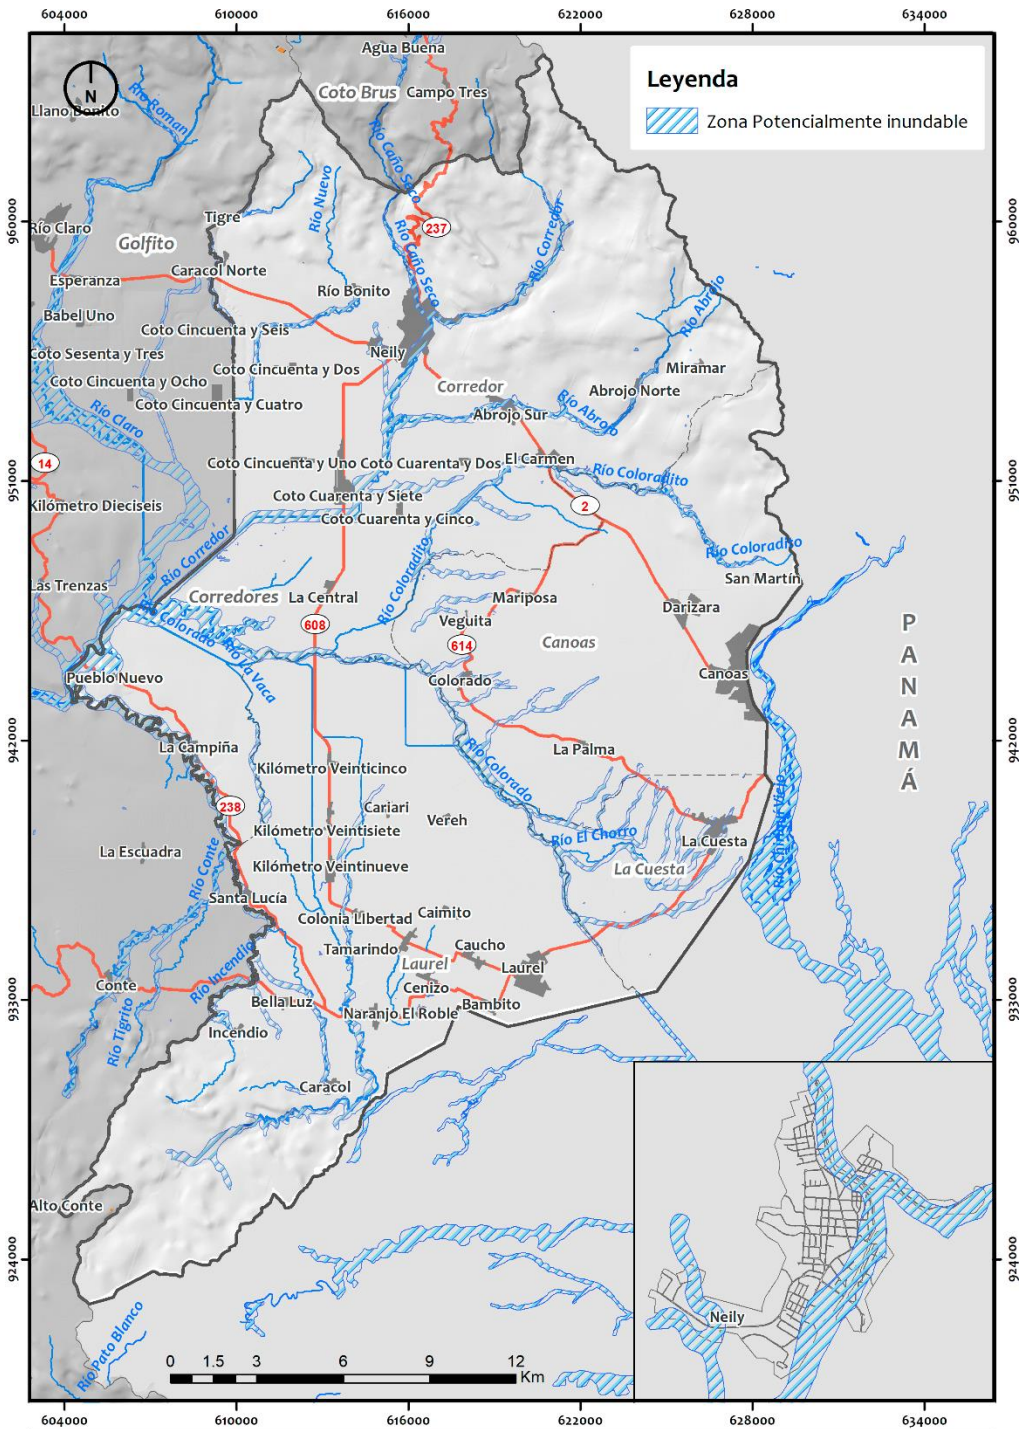 604000
610000
616000
622000
628000
634000
Agua Buena
Leyenda
N
Coto Brus
Campo Tres
Zona Potencialmente inundable
Llano Bonito
Río Roman
Río Caño Seco
Río Nuevo
960000
Tigre
960000
Río Claro
237
Golfito
Río Caño Seco
Río Corredor
Caracol Norte
Esperanza
Río Bonito
Río Abrojo
Babel Uno
Coto Cincuenta y Seis
Coto Sesenta y Tres
Neily
Coto Cincuenta y Dos
Miramar
Coto Cincuenta y Ocho
Corredor
Abrojo Norte
Coto Cincuenta y Cuatro
Río Claro
Abrojo Sur
Río Abrojo
14
Coto Cincuenta y Uno
Coto Cuarenta y Dos
El Carmen
Río Coloradito
951000
951000
Coto Cuarenta y Siete
Kilómetro Dieciseis
2
Coto Cuarenta y Cinco
Río Corredor
Río Coloradito
Río Coloradito
Las Trenzas
San Martín
Corredores
La Central
Mariposa
Darizara
Río Colorado
608
Veguita
PANAMÁ
614
Canoas
Río La Vaca
Pueblo Nuevo
Colorado
Canoas
942000
942000
La Campiña
La Palma
Kilómetro Veinticinco
Río Colorado
238
Cariari
Vereh
Río Chiriquí Viejo
Kilómetro Veintisiete
Río El Chorro
La Cuesta
La Escuadra
Kilómetro Veintinueve
La Cuesta
Río Conte
Santa Lucía
Colonia Libertad
Caimito
Tamarindo
Caucho
Río Incendio
Laurel
Laurel
Conte
Cenizo
933000
933000
Bella Luz
Naranjo
El Roble
Bambito
Río Tigrito
Incendio
Caracol
Alto Conte
924000
924000
Neily
Río Pato Blanco
0
1.5
3
6
9
12
Km
604000
610000
616000
622000
628000
634000